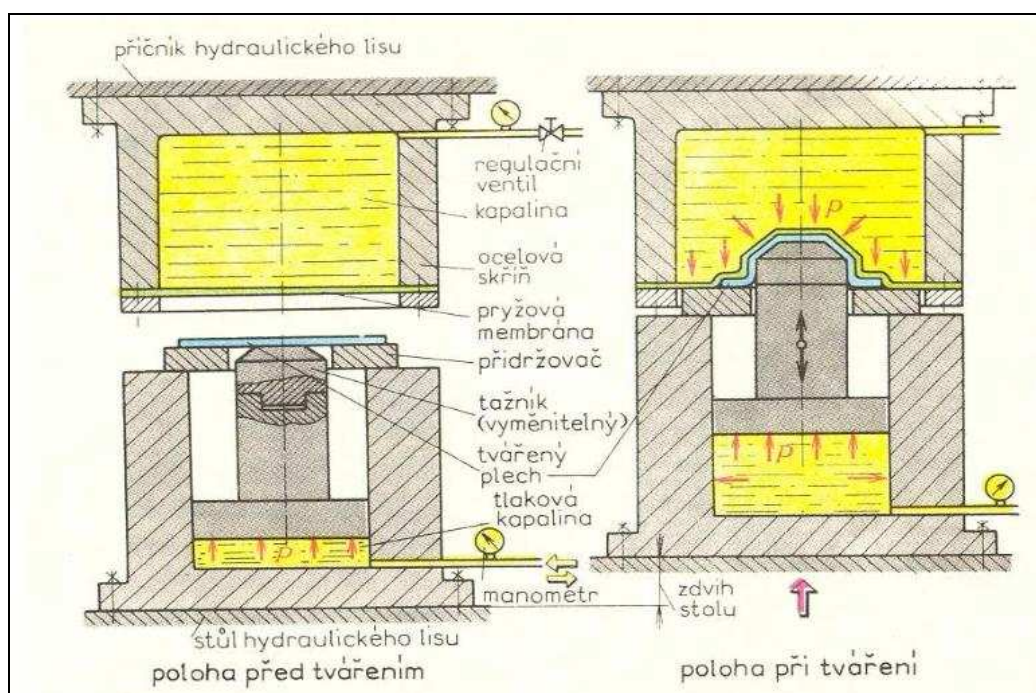 příčník hydraulického lisu
regulační
ventil
kapalina
ocelová
skříň
pryžová
membrána
přidržovač
tažník
(vyměnitelný)
tvářený
plech
tlaková
kapalina
p
manometr
stůl hydraulického lisu
poloha před tvářením
p
p
zdvih
stolu
poloha při tváření